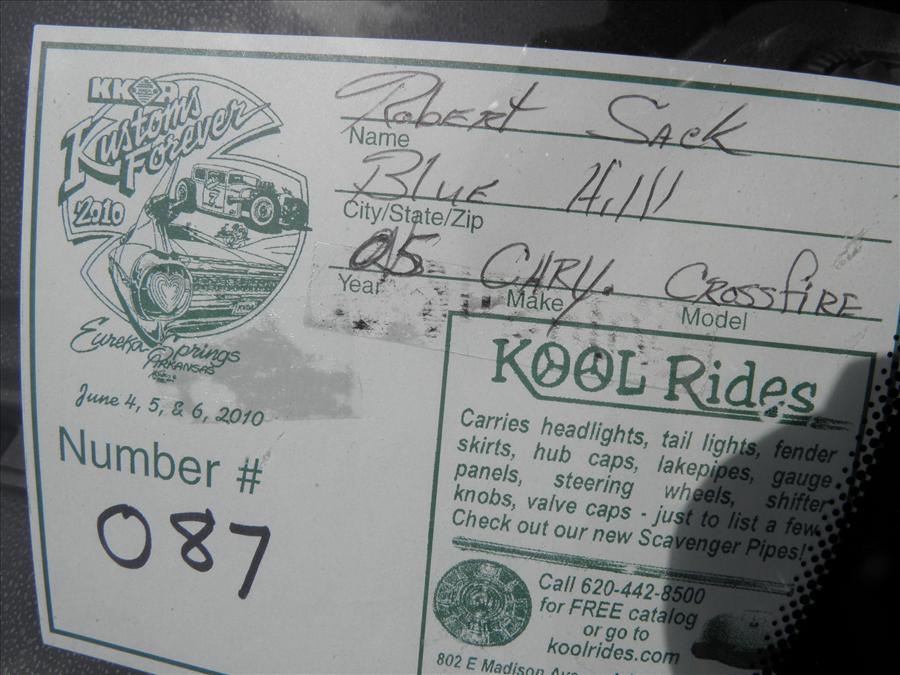 KKOA
Kustoms
Forever
2010
7
Eureka Springs
ARKANSAS
June 4, 5, & 6, 2010
Number #
087
Robert Sack
Name
Blue Hill
City/State/Zip
05 CHRY. CROSSFIRE
Year Make Model
KOOL Rides
Carries headlights, tail lights, fender
skirts, hub caps, lakepipes, gauge
panels, steering wheels, shifter
knobs, valve caps - just to list a few.
Check out our new Scavenger Pipes!
Call 620-442-8500
for FREE catalog
or go to
koolrides.com
802 E Madison Ave